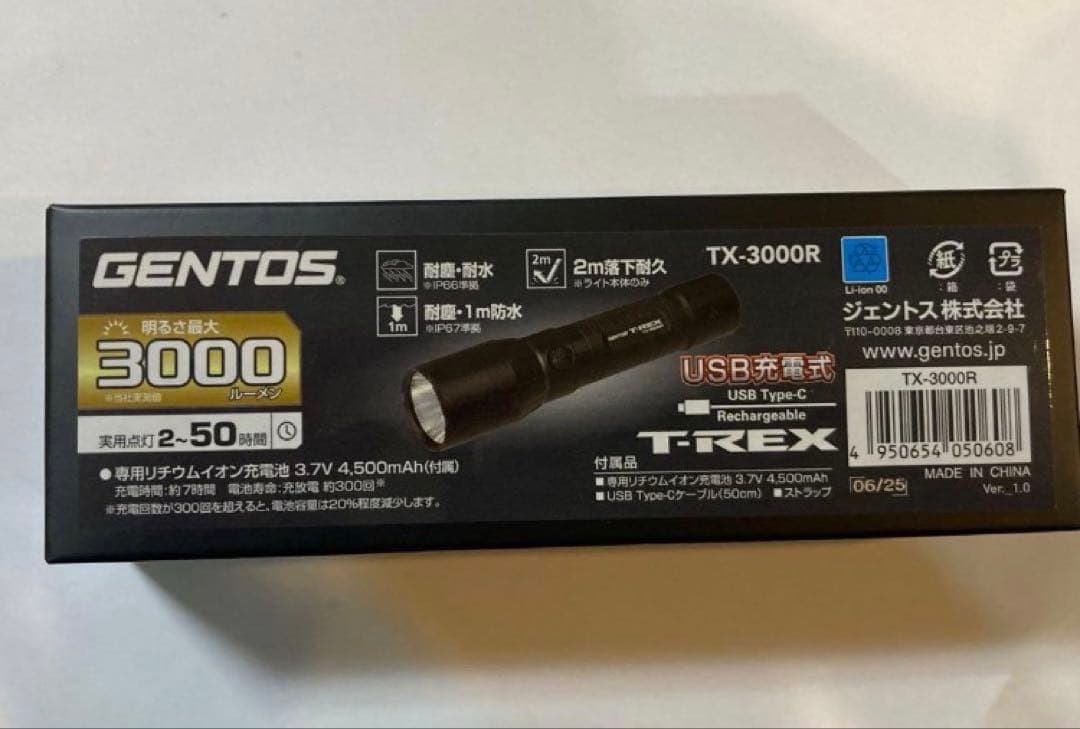 GENTOS®
耐塵・耐水
※IP66準拠
2m
2m落下耐久
※ライト本体のみ
1m
耐塵・1m防水
※IP67準拠
TX-3000R
Li-ion 00
紙
:箱
プラ
:袋
明るさ最大
3000
ルーメン
※当社実測値
実用点灯 2~50時間
T-REX
USB充電式
USB Type-C
Rechargeable
T-REX
ジェントス株式会社
〒110-0008 東京都台東区池之端2-9-7
www.gentos.jp
TX-3000R
4 950654 050608
MADE IN CHINA
06/25
Ver._1.0
●専用リチウムイオン充電池 3.7V 4,500mAh(付属)
充電時間:約7時間 電池寿命:充放電 約300回※
※充電回数が300回を超えると、電池容量は20%程度減少します。
付属品
■専用リチウムイオン充電池 3.7V 4,500mAh
■USB Type-Cケーブル(50cm) ■ストラップ